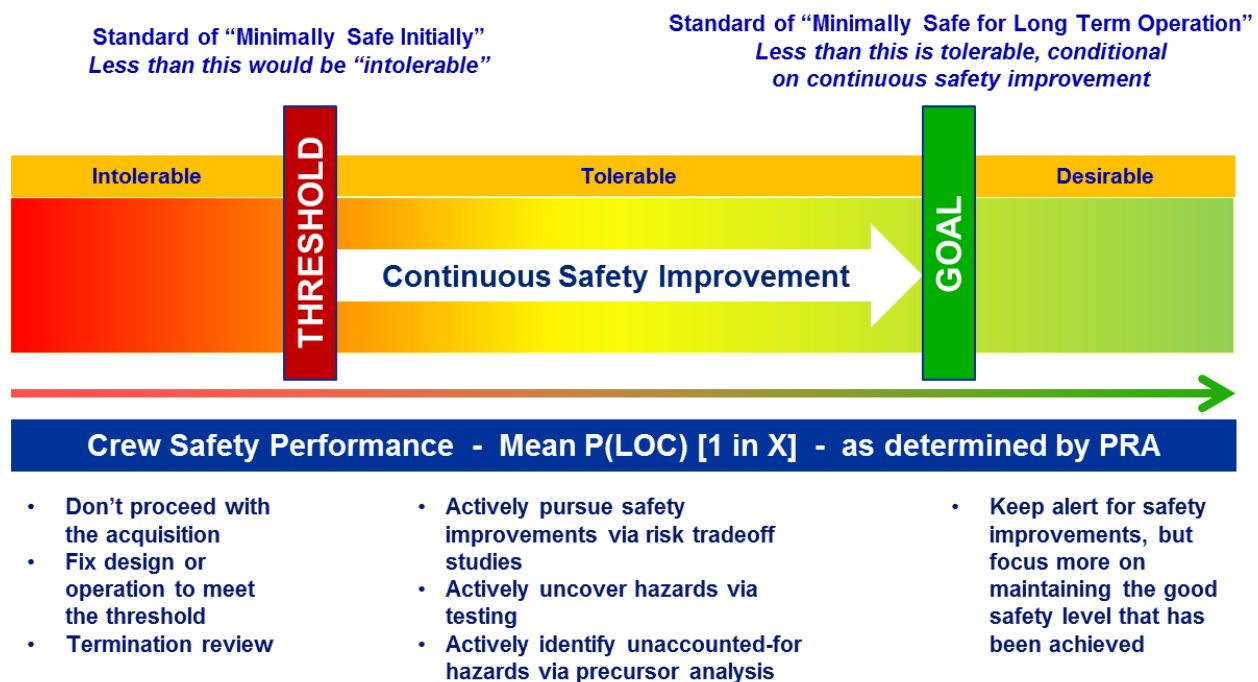 Standard of “Minimally Safe Initially”
Less than this would be “intolerable”
Standard of “Minimally Safe for Long Term Operation”
Less than this is tolerable, conditional
on continuous safety improvement
Intolerable
THRESHOLD
Tolerable
GOAL
Desirable
Continuous Safety Improvement
Crew Safety Performance - Mean P(LOC) [1 in X] - as determined by PRA
• Don’t proceed with
the acquisition
• Fix design or
operation to meet
the threshold
• Termination review
• Actively pursue safety
improvements via risk tradeoff
studies
• Actively uncover hazards via
testing
• Actively identify unaccounted-for
hazards via precursor analysis
• Keep alert for safety
improvements, but
focus more on
maintaining the good
safety level that has
been achieved